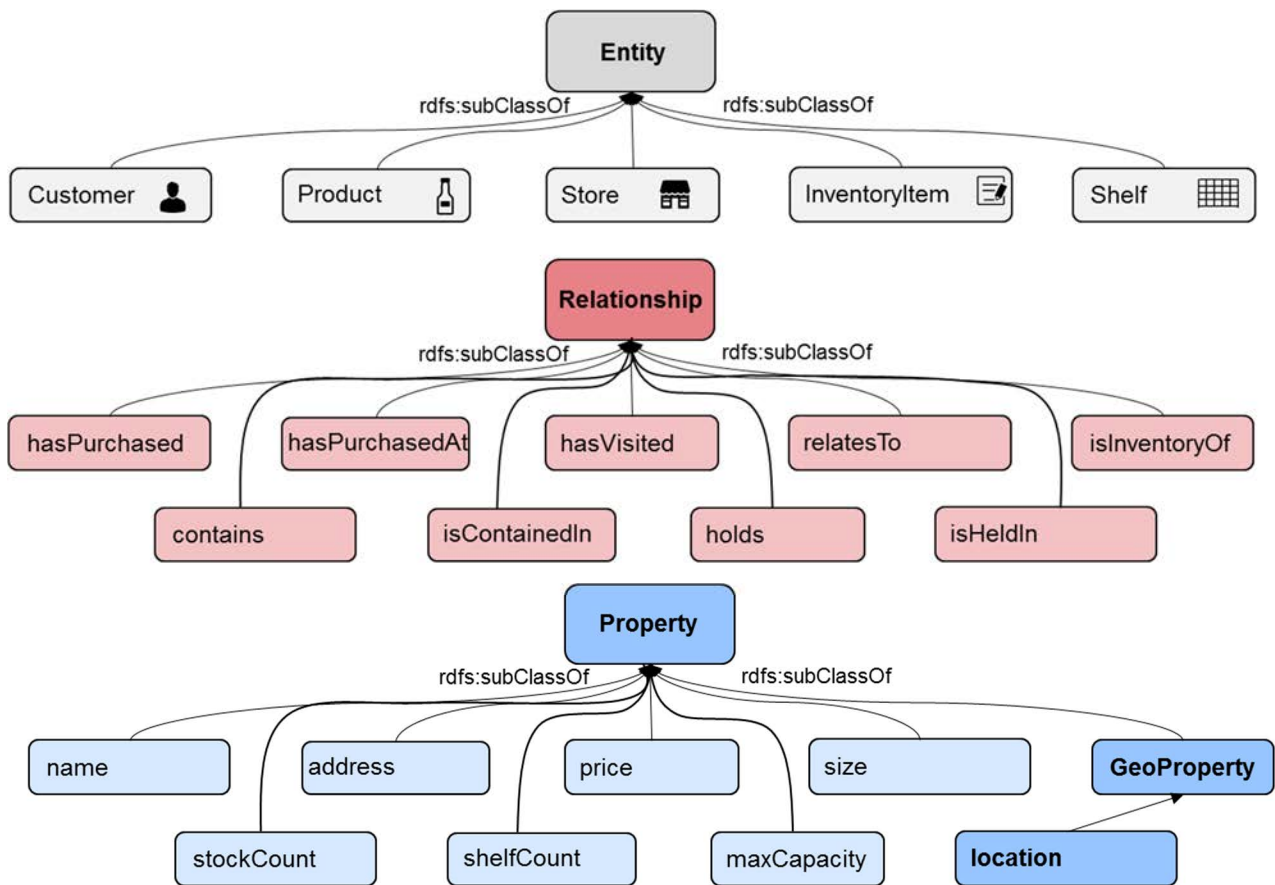 Entity
rdfs:subClassOf rdfs:subClassOf
Customer Product Store InventoryItem Shelf
Relationship
rdfs:subClassOf rdfs:subClassOf
hasPurchased hasPurchasedAt hasVisited relatesTo isInventoryOf
contains isContainedIn holds isHeldIn
Property
rdfs:subClassOf rdfs:subClassOf
name address price size GeoProperty
stockCount shelfCount maxCapacity location